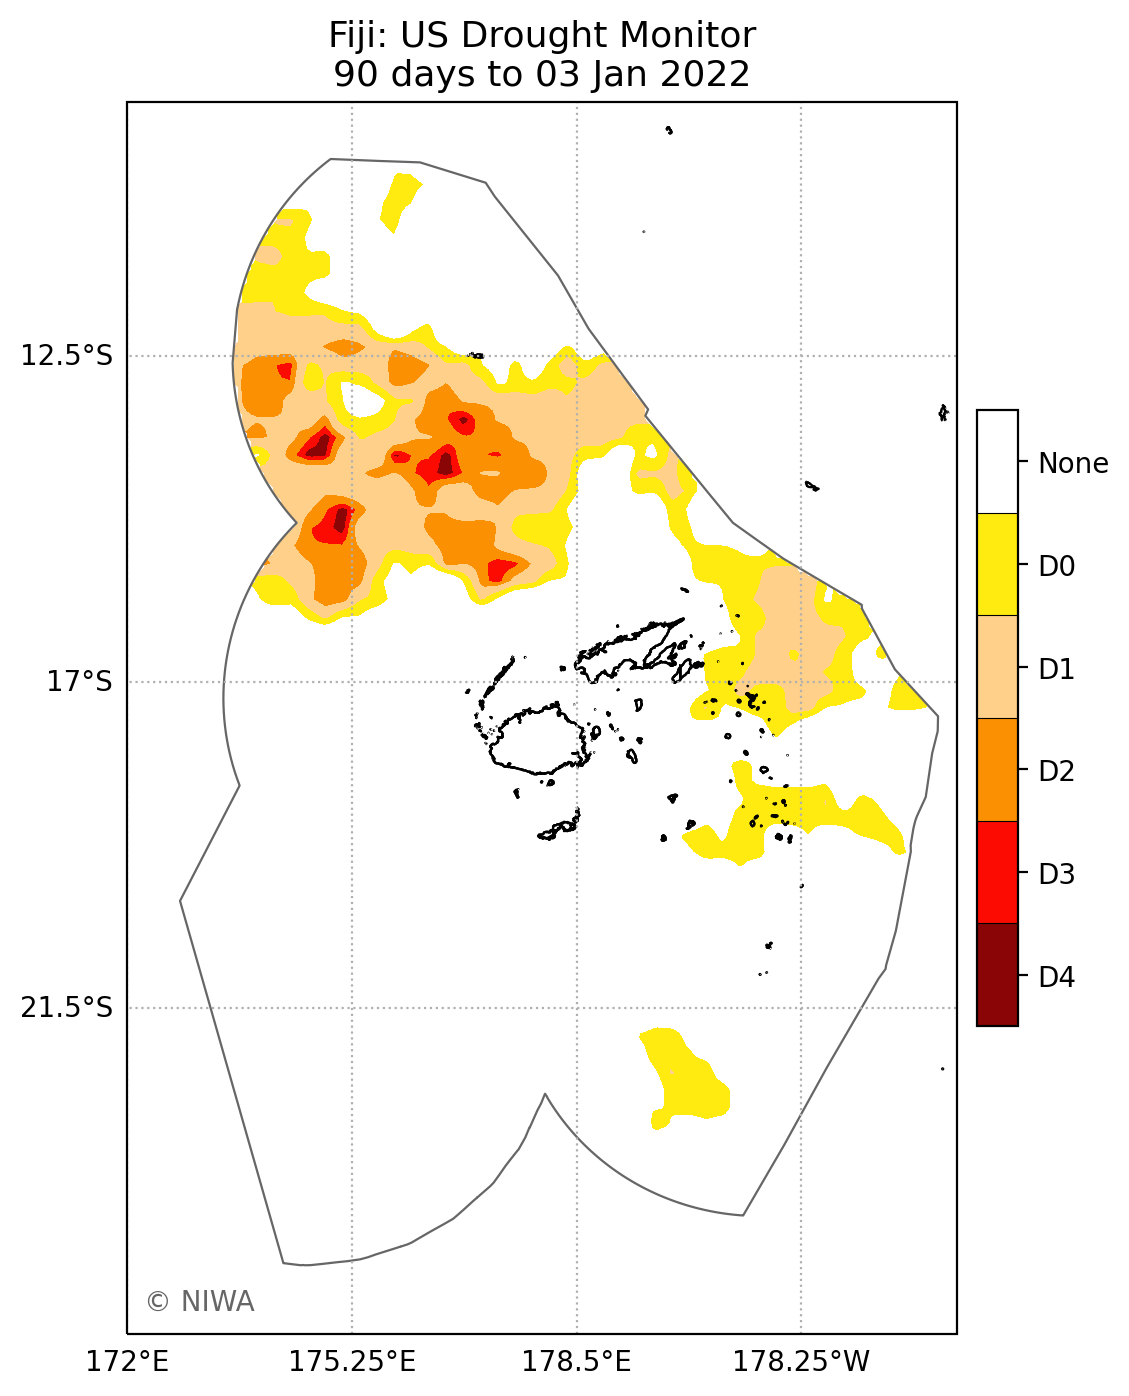 Fiji: US Drought Monitor
90 days to 03 Jan 2022
12.5°S
17°S
21.5°S
172°E
175.25°E
178.5°E
178.25°W
None
D0
D1
D2
D3
D4
© NIWA